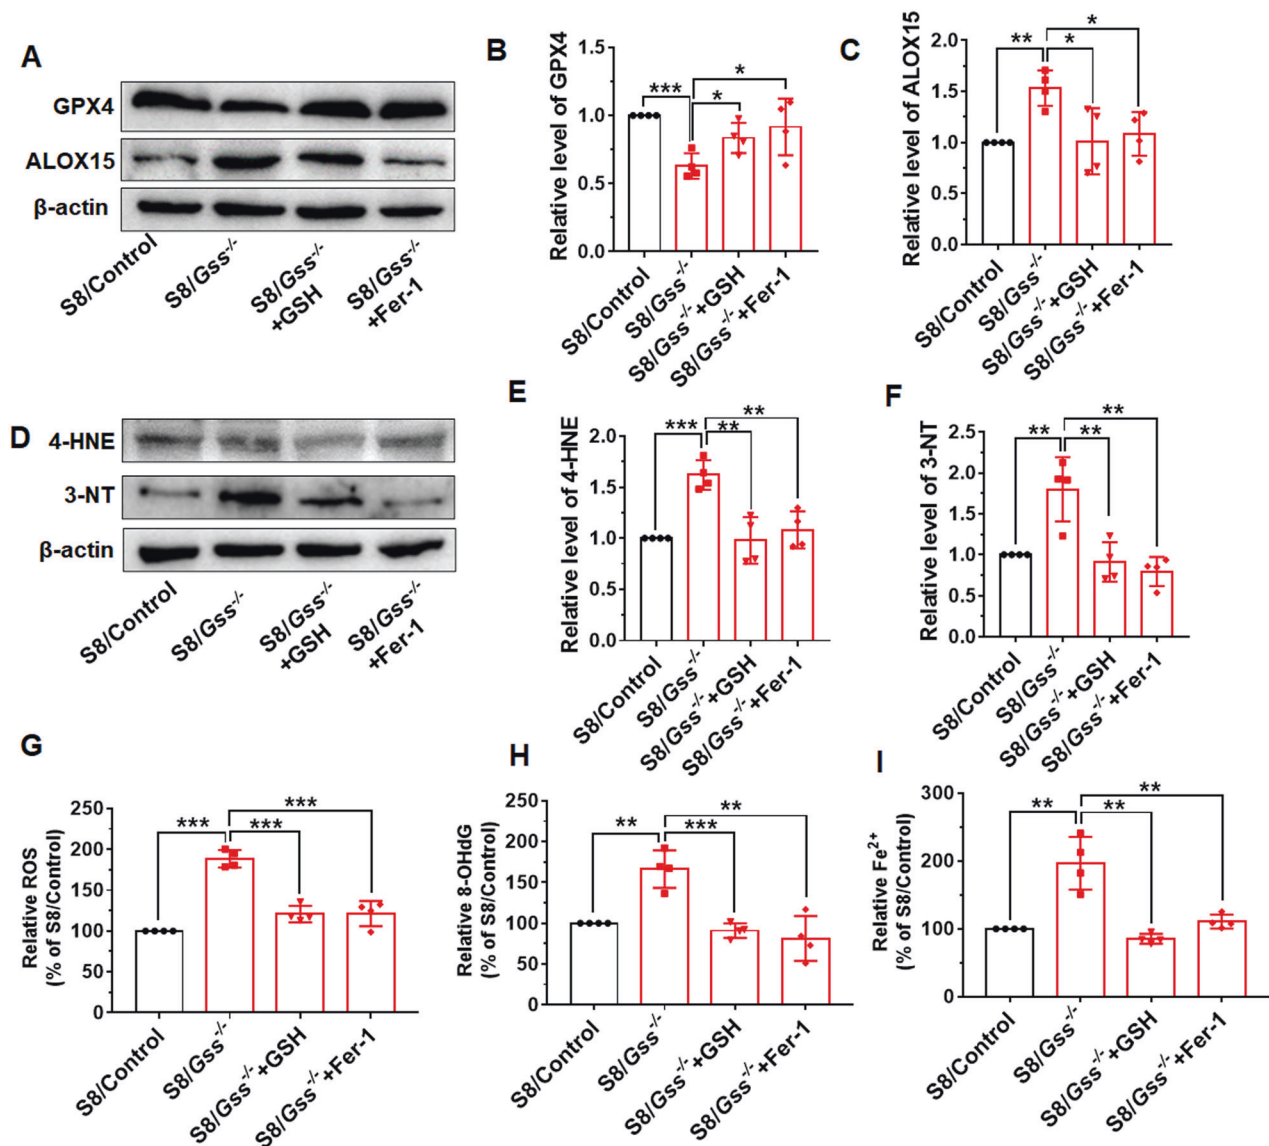 A
GPX4
ALOX15
β-actin
S8/Control
S8/Gss-/-
S8/Gss-/-
+GSH
S8/Gss-/-
+Fer-1
B
Relative level of GPX4
1.5
1.0
0.5
0.0
***
*
*
S8/Control
S8/Gss-/-
S8/Gss-/-+GSH
S8/Gss-/-+Fer-1
C
Relative level of ALOX15
2.0
1.5
1.0
0.5
0.0
**
*
*
S8/Control
S8/Gss-/-
S8/Gss-/-+GSH
S8/Gss-/-+Fer-1
D
4-HNE
3-NT
β-actin
S8/Control
S8/Gss-/-
S8/Gss-/-
+GSH
S8/Gss-/-
+Fer-1
E
Relative level of 4-HNE
2.0
1.5
1.0
0.5
0.0
***
**
**
S8/Control
S8/Gss-/-
S8/Gss-/-+GSH
S8/Gss-/-+Fer-1
F
Relative level of 3-NT
2.5
2.0
1.5
1.0
0.5
0.0
**
**
**
S8/Control
S8/Gss-/-
S8/Gss-/-+GSH
S8/Gss-/-+Fer-1
G
Relative ROS
(% of S8/Control)
250
200
150
100
50
0
***
***
***
S8/Control
S8/Gss-/-
S8/Gss-/-+GSH
S8/Gss-/-+Fer-1
H
Relative 8-OHdG
(% of S8/Control)
250
200
150
100
50
0
**
***
**
S8/Control
S8/Gss-/-
S8/Gss-/-+GSH
S8/Gss-/-+Fer-1
I
Relative Fe2+
(% of S8/Control)
300
200
100
0
**
**
**
S8/Control
S8/Gss-/-
S8/Gss-/-+GSH
S8/Gss-/-+Fer-1